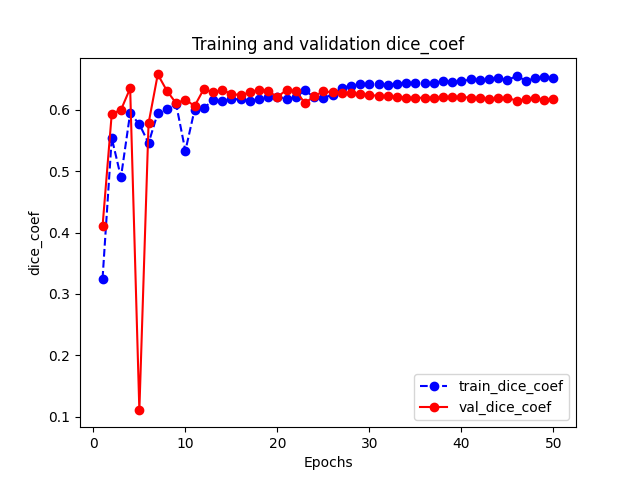 Training and validation dice_coef
dice_coef
0.6
0.5
0.4
0.3
0.2
0.1
0
10
20
30
40
50
Epochs
train_dice_coef
val_dice_coef